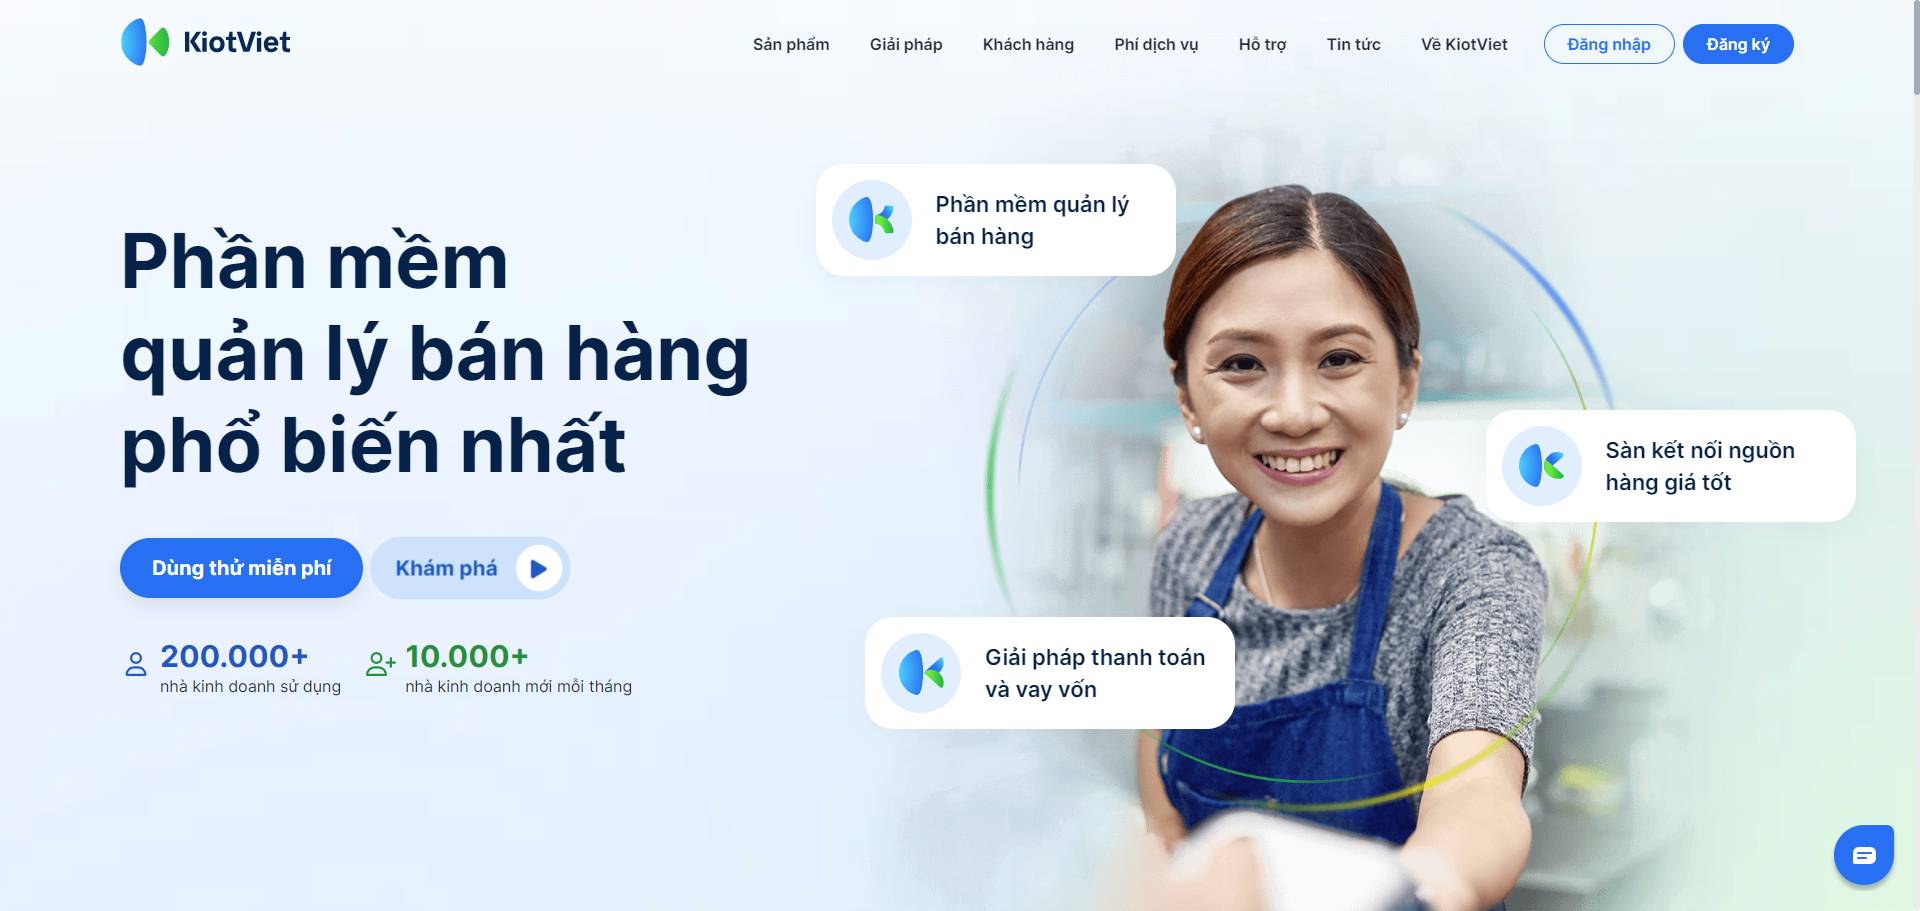 KiotViet
Sản phẩm
Giải pháp
Khách hàng
Phí dịch vụ
Hỗ trợ
Tin tức
Về KiotViet
Đăng nhập
Đăng ký
Phần mềm
quản lý bán hàng
phổ biến nhất
Dùng thử miễn phí
Khám phá
200.000+
nhà kinh doanh sử dụng
10.000+
nhà kinh doanh mới mỗi tháng
Phần mềm quản lý
bán hàng
Sàn kết nối nguồn
hàng giá tốt
Giải pháp thanh toán
và vay vốn